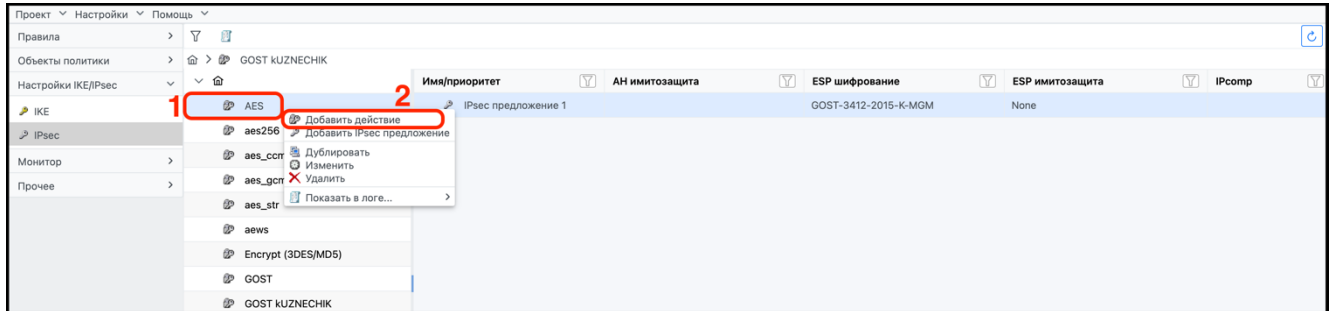 Проект Настройки Помощь
Правила
Объекты политики
GOST kUZNECHIK
Настройки IKE/IPsec
Имя/приоритет AH имитозащита ESP шифрование ESP имитозащита IPcomp
1 AES 2 IPsec предложение 1 GOST-3412-2015-K-MGM None
IKE
Добавить действие
IPsec
aes256 Добавить IPsec предложение
Монитор
aes_ccm Дублировать
Изменить
Прочее
aes_gcm Удалить
aes_str Показать в логе...
aews
Encrypt (3DES/MD5)
GOST
GOST kUZNECHIK